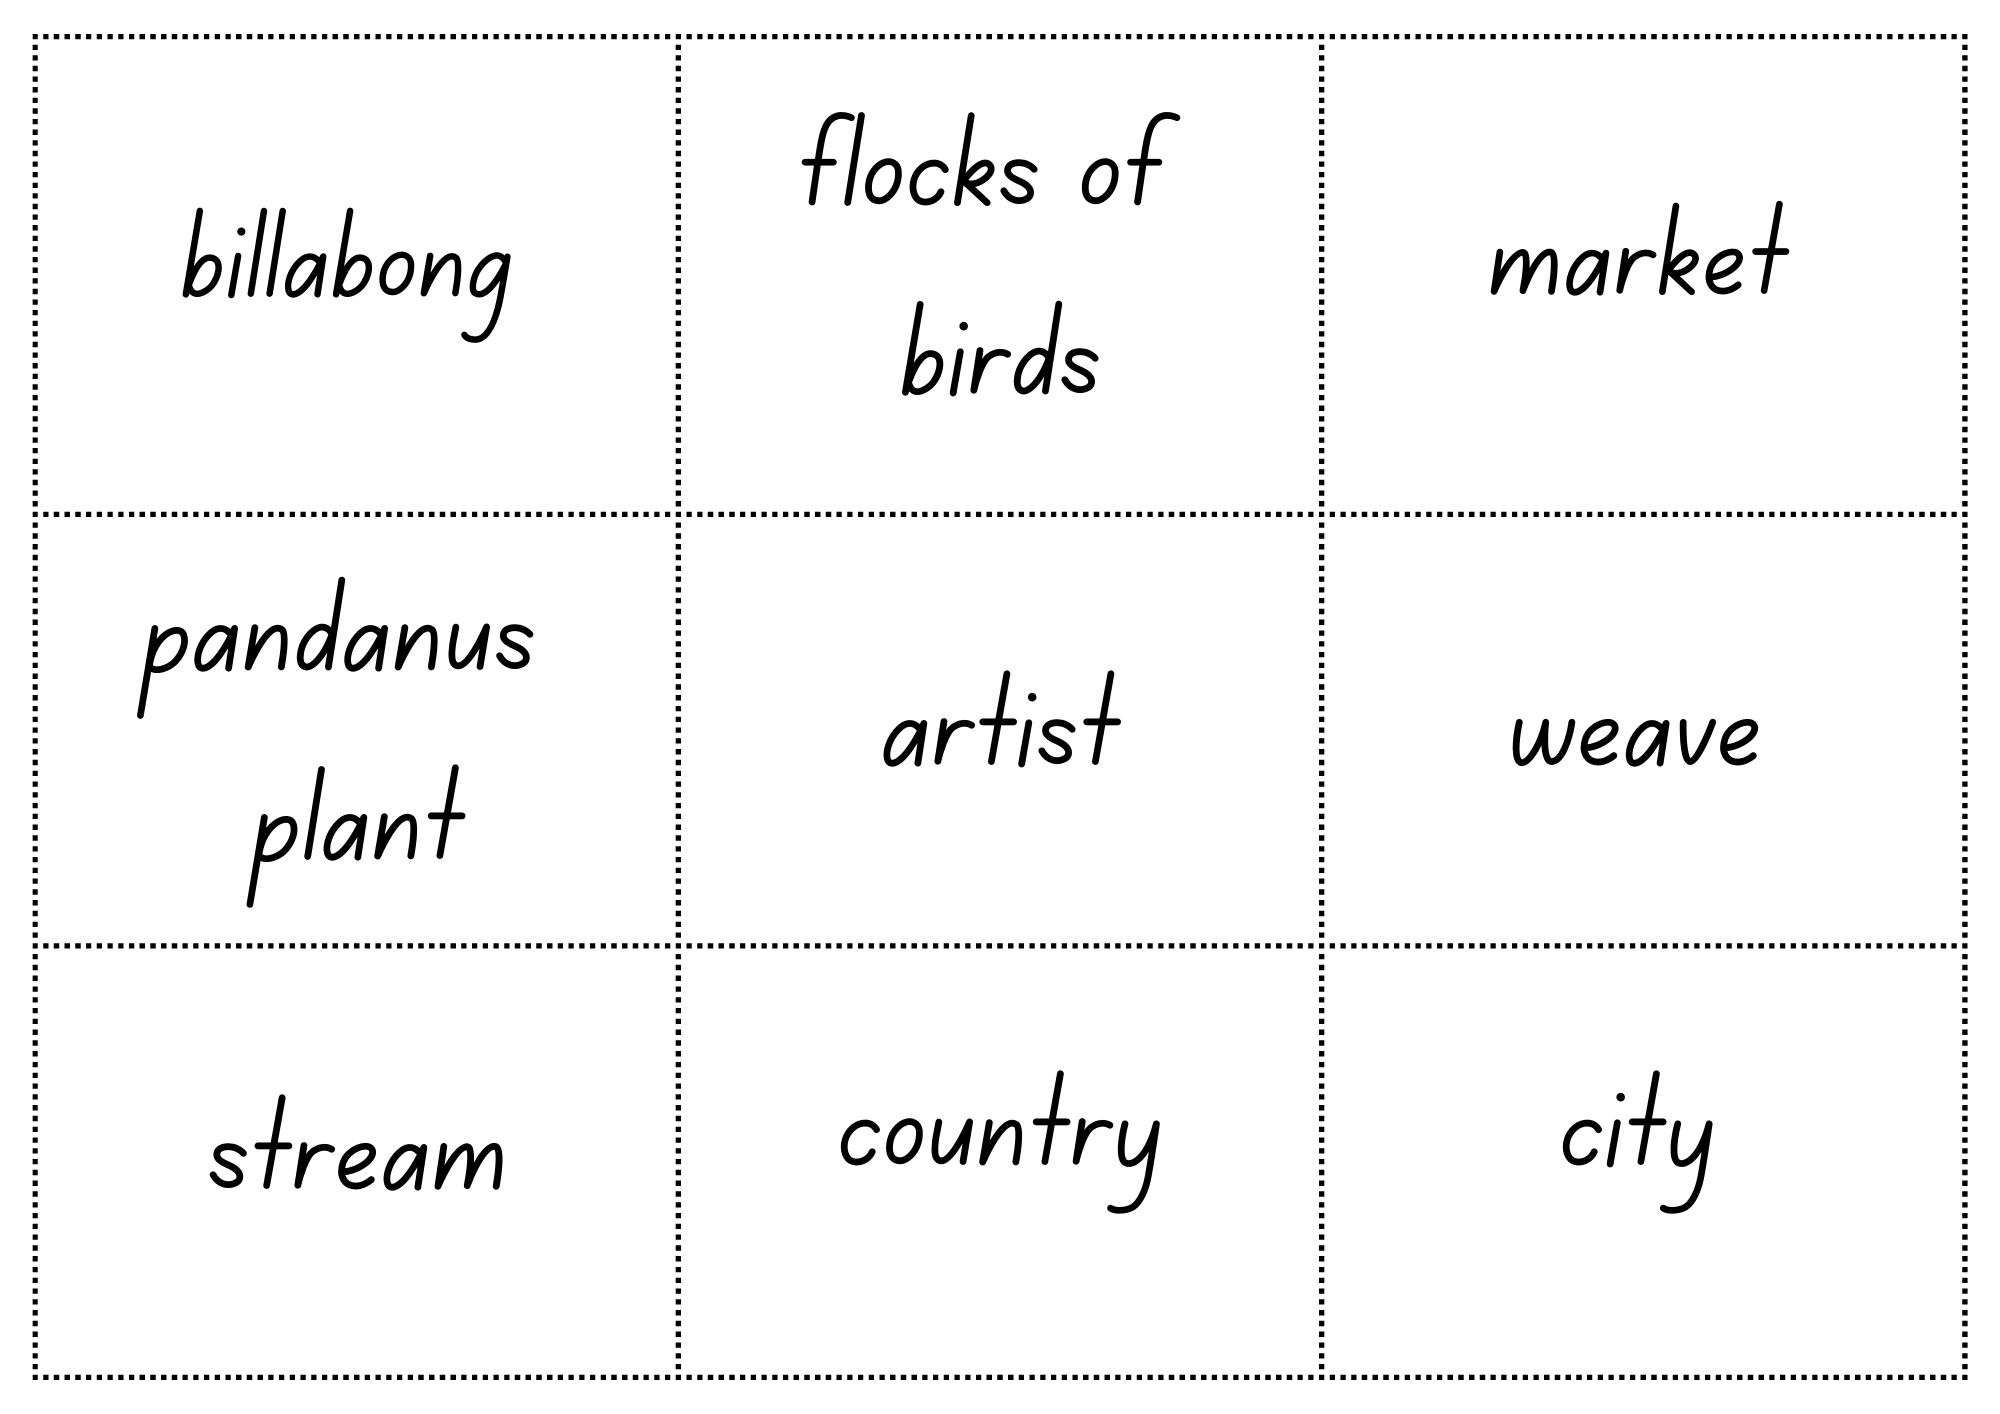 billabong
flocks of
birds
market
pandanus
plant
artist
weave
stream
country
city